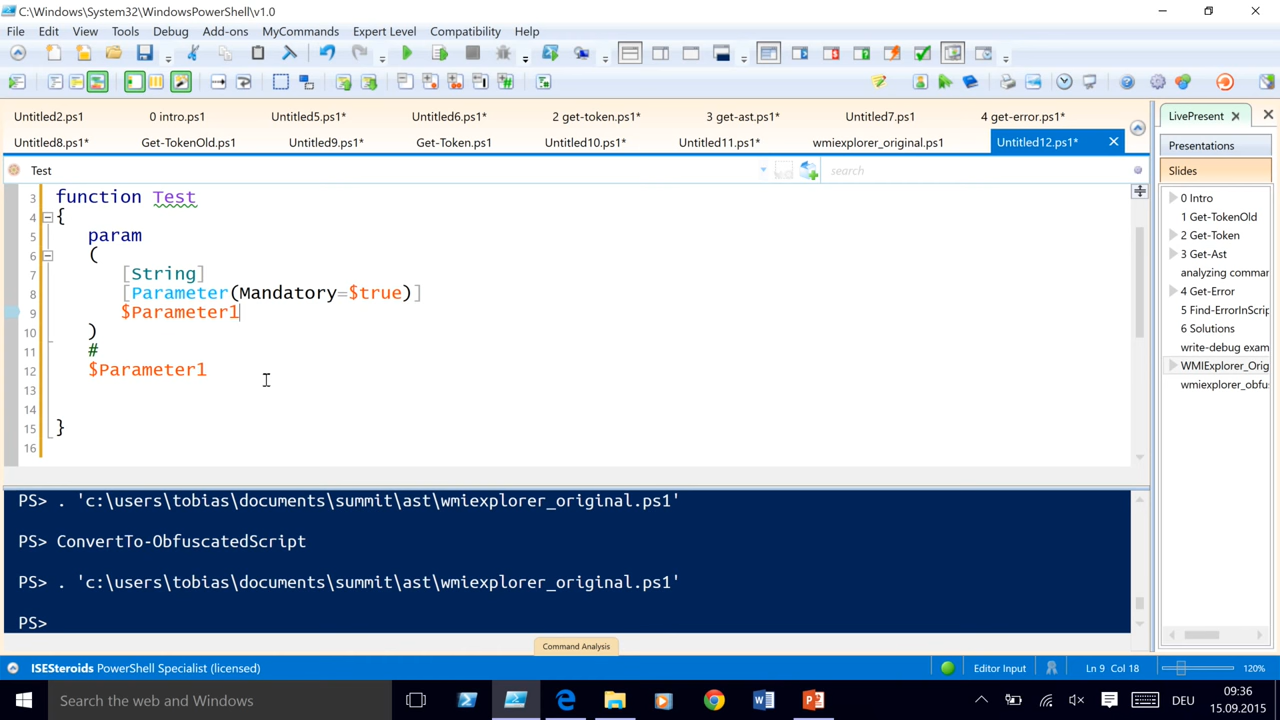 C:\Windows\System32\WindowsPowerShell\v1.0
File Edit View Tools Debug Add-ons MyCommands Expert Level Compatibility Help
Untitled2.ps1 0 intro.ps1 Untitled5.ps1* Untitled6.ps1* 2 get-token.ps1* 3 get-ast.ps1* Untitled7.ps1 4 get-error.ps1*
Untitled8.ps1* Get-TokenOld.ps1 Untitled9.ps1* Get-Token.ps1 Untitled10.ps1* Untitled11.ps1* wmiexplorer_original.ps1 Untitled12.ps1*
Test search
3 function Test
4 {
5 param
6 (
7 [String]
8 [Parameter(Mandatory=$true)]
9 $Parameter1
10 )
11 #
12 $Parameter1
13
14
15 }
16
PS> . 'c:\users\tobias\documents\summit\ast\wmiexplorer_original.ps1'
PS> ConvertTo-ObfuscatedScript
PS> . 'c:\users\tobias\documents\summit\ast\wmiexplorer_original.ps1'
PS>
Command Analysis
LivePresent
Presentations
Slides
0 Intro
1 Get-TokenOld
2 Get-Token
3 Get-Ast
analyzing comma
4 Get-Error
5 Find-ErrorInScrip
6 Solutions
write-debug exam
WMIExplorer_Orig
wmiexplorer_obfu
ISESteroids PowerShell Specialist (licensed) Editor Input Ln 9 Col 18 120%
Search the web and Windows DEU 09:36
15.09.2015